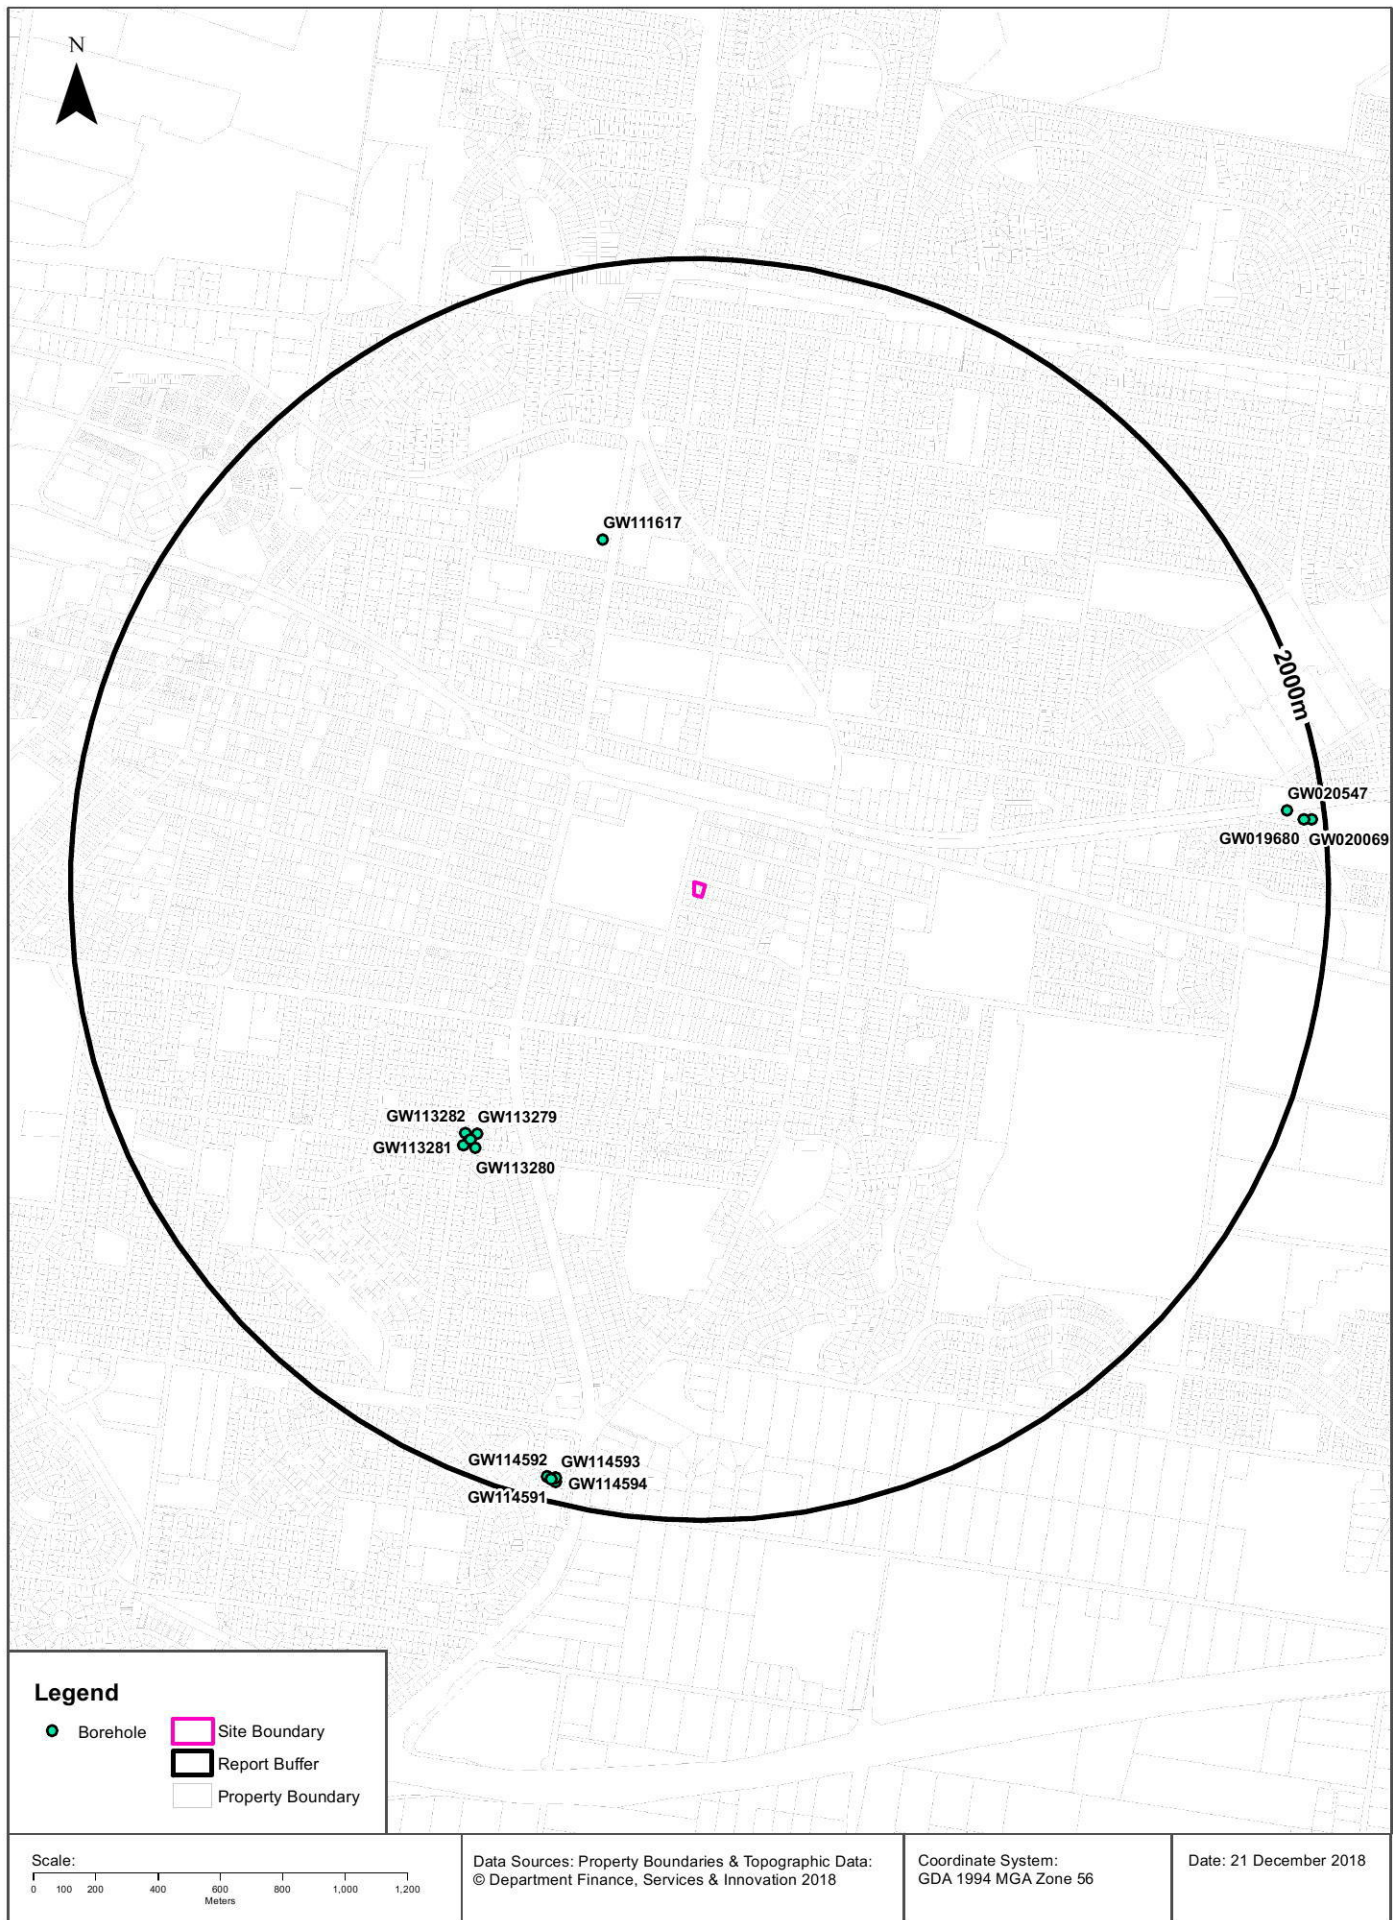 N
GW111617
2000m
GW020547
GW019680 GW020069
GW113282 GW113279
GW113281
GW113280
GW114592 GW114593
GW114594
GW114591
Legend
Borehole
Site Boundary
Report Buffer
Property Boundary
Scale:
0 100 200 400 600 800 1,000 1,200
Meters
Data Sources: Property Boundaries & Topographic Data:
© Department Finance, Services & Innovation 2018
Coordinate System:
GDA 1994 MGA Zone 56
Date: 21 December 2018